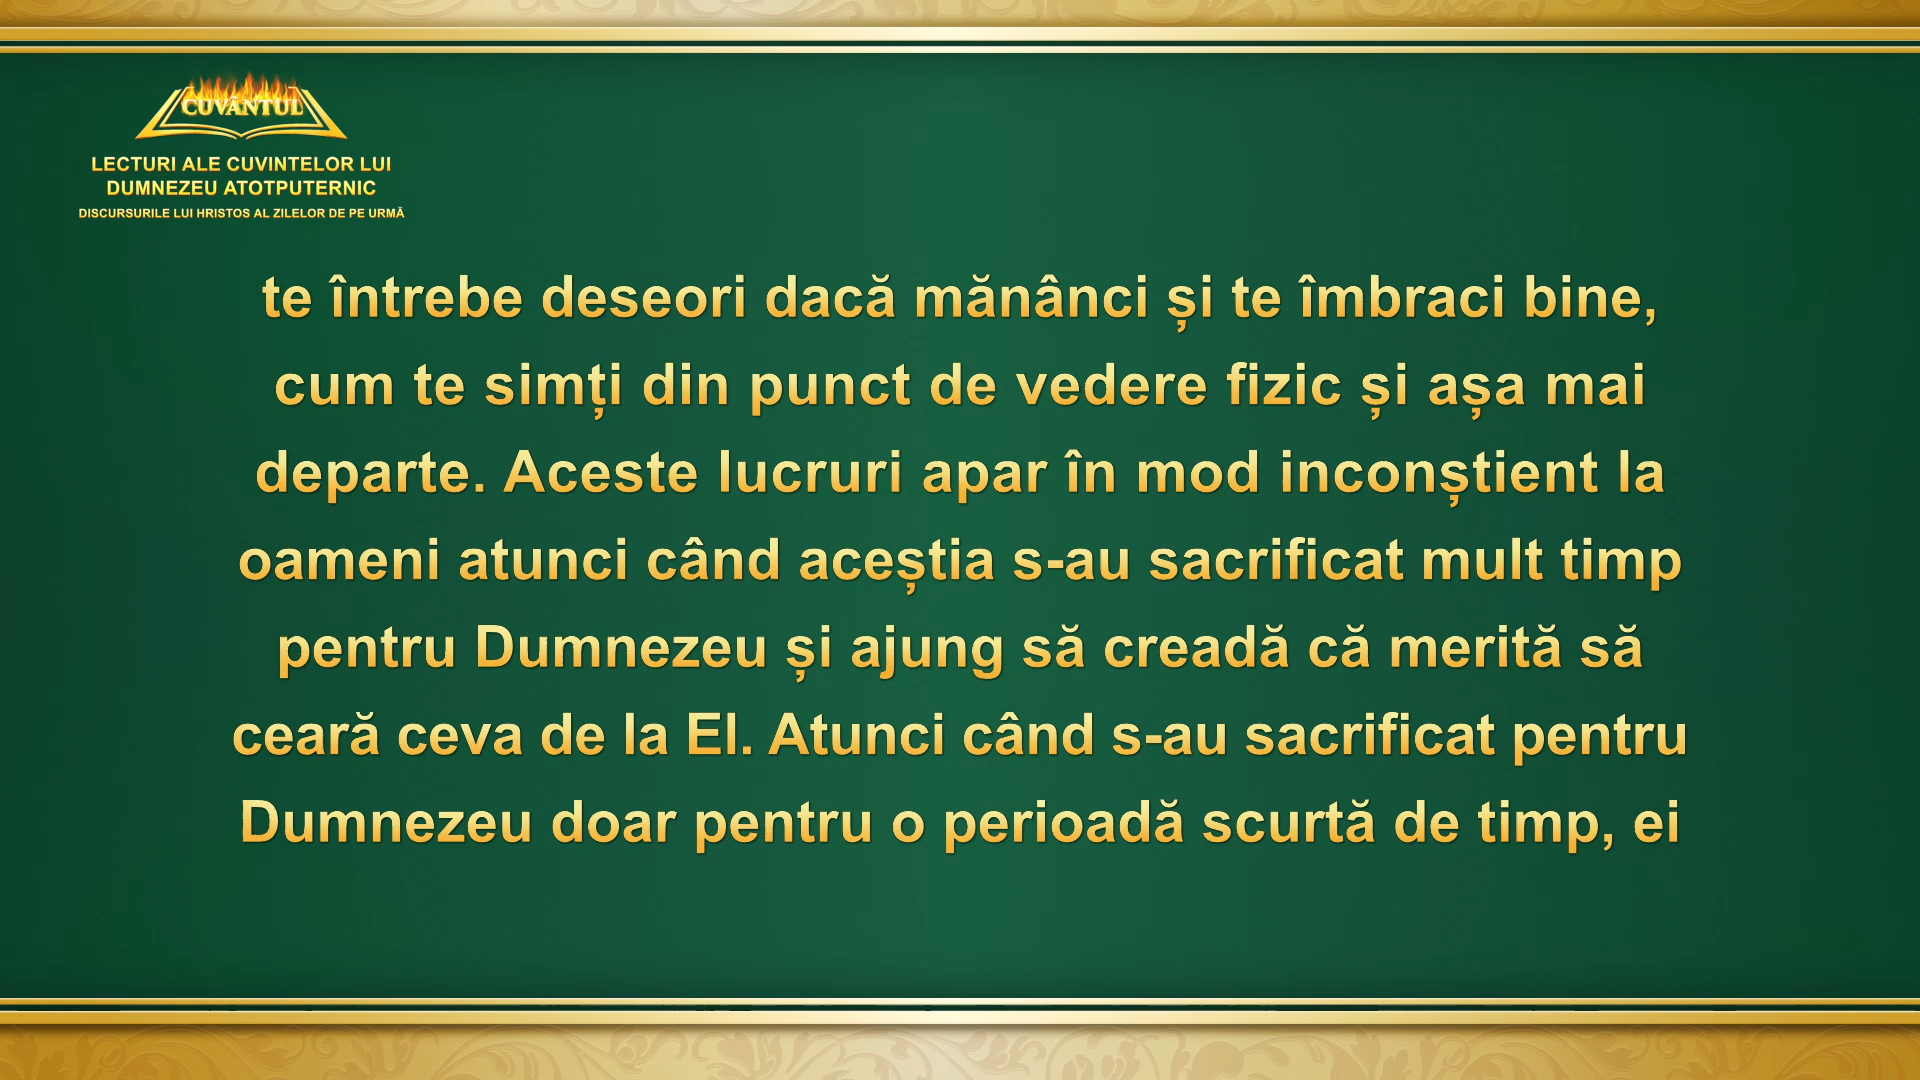 CUVÂNTUL
LECTURI ALE CUVINTELOR LUI
DUMNEZEU ATOTPUTERNIC
DISCURSURILE LUI HRISTOS AL ZILELOR DE PE URMĂ
te întrebe deseori dacă mănânci și te îmbraci bine,
cum te simți din punct de vedere fizic și așa mai
departe. Aceste lucruri apar în mod inconștient la
oameni atunci când aceștia s-au sacrificat mult timp
pentru Dumnezeu și ajung să creadă că merită să
ceară ceva de la El. Atunci când s-au sacrificat pentru
Dumnezeu doar pentru o perioadă scurtă de timp, ei